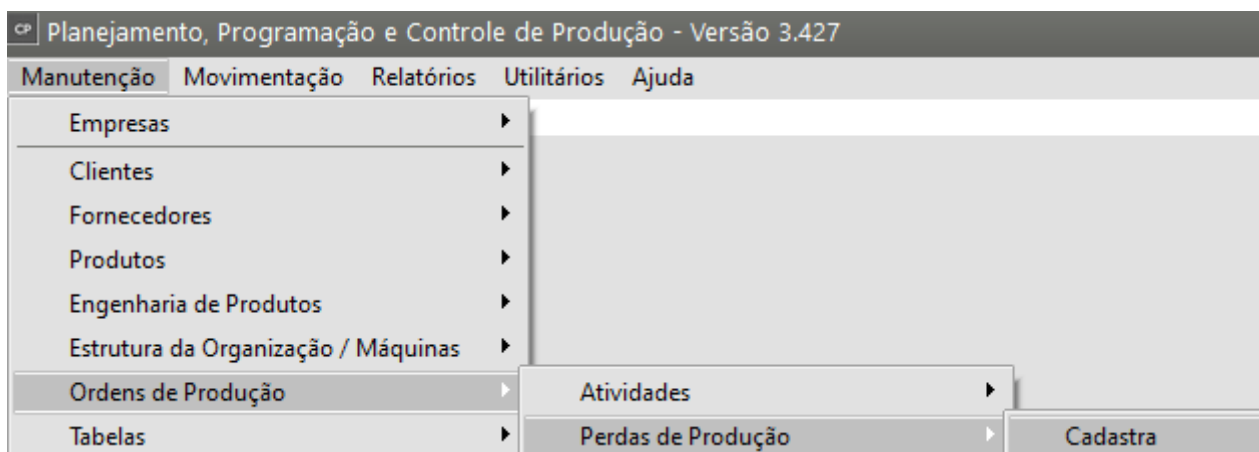 CP Planejamento, Programação e Controle de Produção - Versão 3.427
Manutenção Movimentação Relatórios Utilitários Ajuda
Empresas
Clientes
Fornecedores
Produtos
Engenharia de Produtos
Estrutura da Organização / Máquinas
Ordens de Produção Atividades
Tabelas Perdas de Produção Cadastra